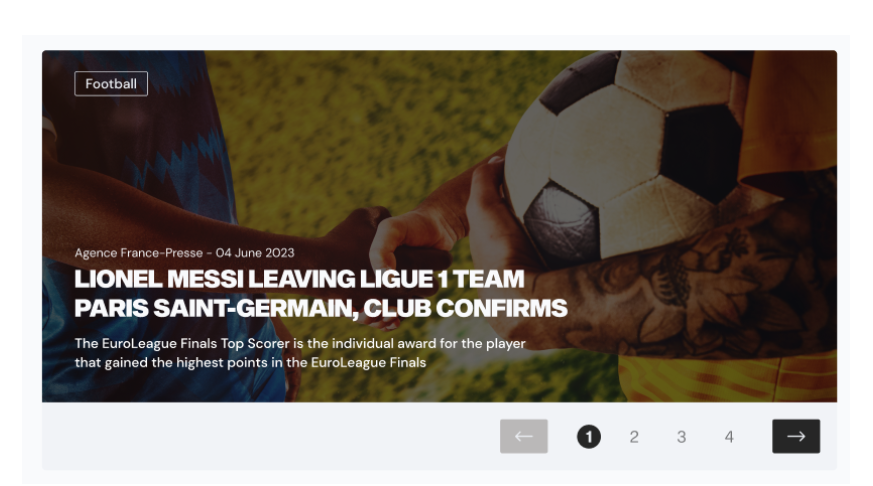 Football
Agence France-Presse - 04 June 2023
LIONEL MESSI LEAVING LIGUE 1 TEAM
PARIS SAINT-GERMAIN, CLUB CONFIRMS
The EuroLeague Finals Top Scorer is the individual award for the player
that gained the highest points in the EuroLeague Finals
← 1 2 3 4 →